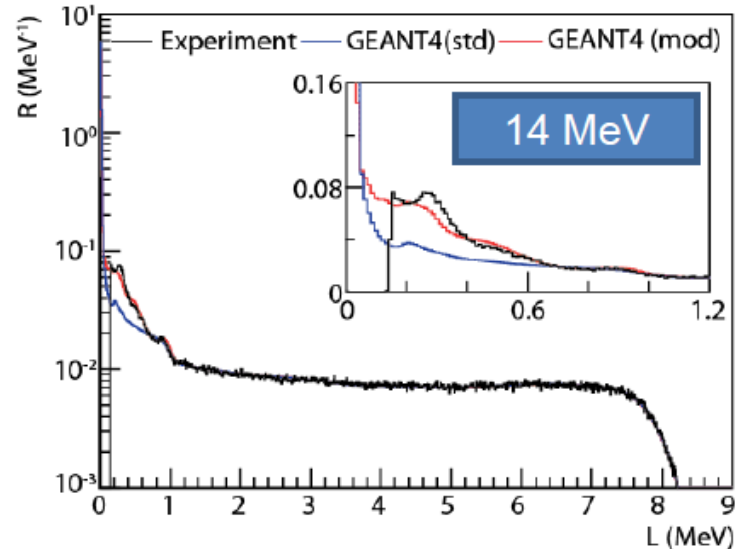 R (MeV⁻¹)
10¹
10⁰
10⁻¹
10⁻²
10⁻³
Experiment GEANT4(std) GEANT4 (mod)
0.16
0.08
0
14 MeV
0 0.6 1.2
0 1 2 3 4 5 6 7 8 9
L (MeV)